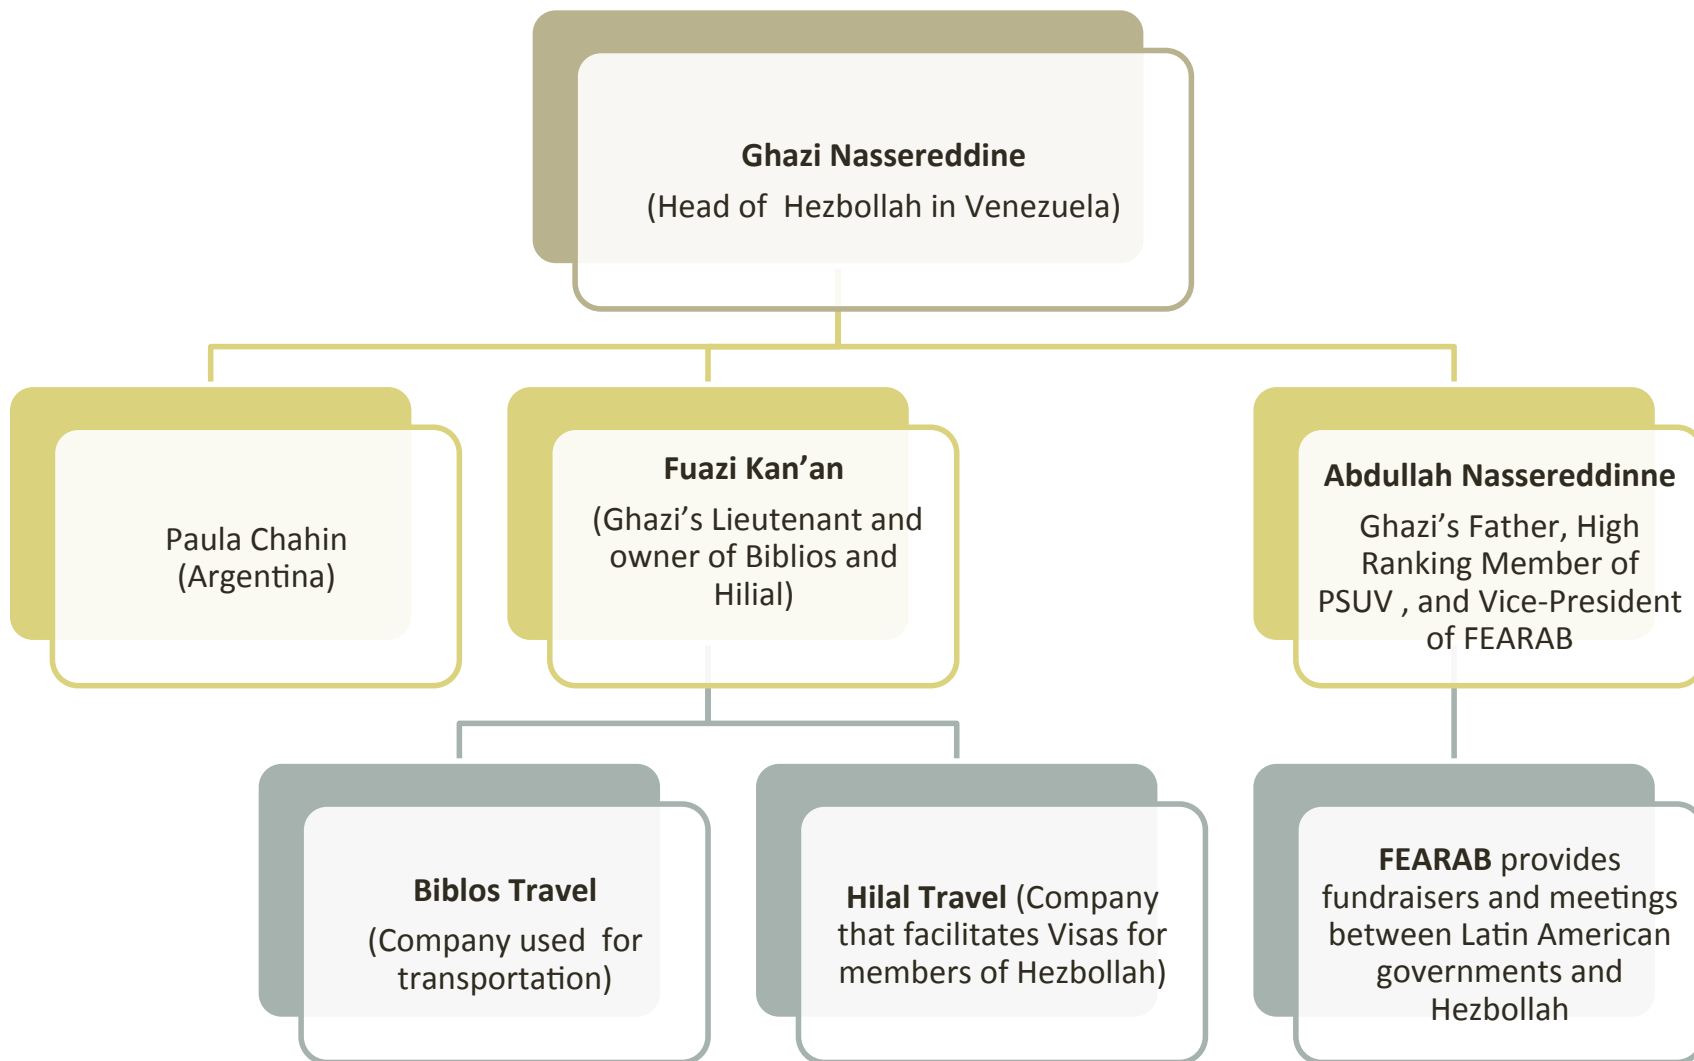 Ghazi Nassereddine
(Head of Hezbollah in Venezuela)
Paula Chahin
(Argentina)
Fuazi Kan’an
(Ghazi’s Lieutenant and
owner of Biblios and
Hilial)
Abdullah Nassereddinne
Ghazi’s Father, High
Ranking Member of
PSUV , and Vice-President
of FEARAB
Biblos Travel
(Company used for
transportation)
Hilal Travel (Company
that facilitates Visas for
members of Hezbollah)
FEARAB provides
fundraisers and meetings
between Latin American
governments and
Hezbollah